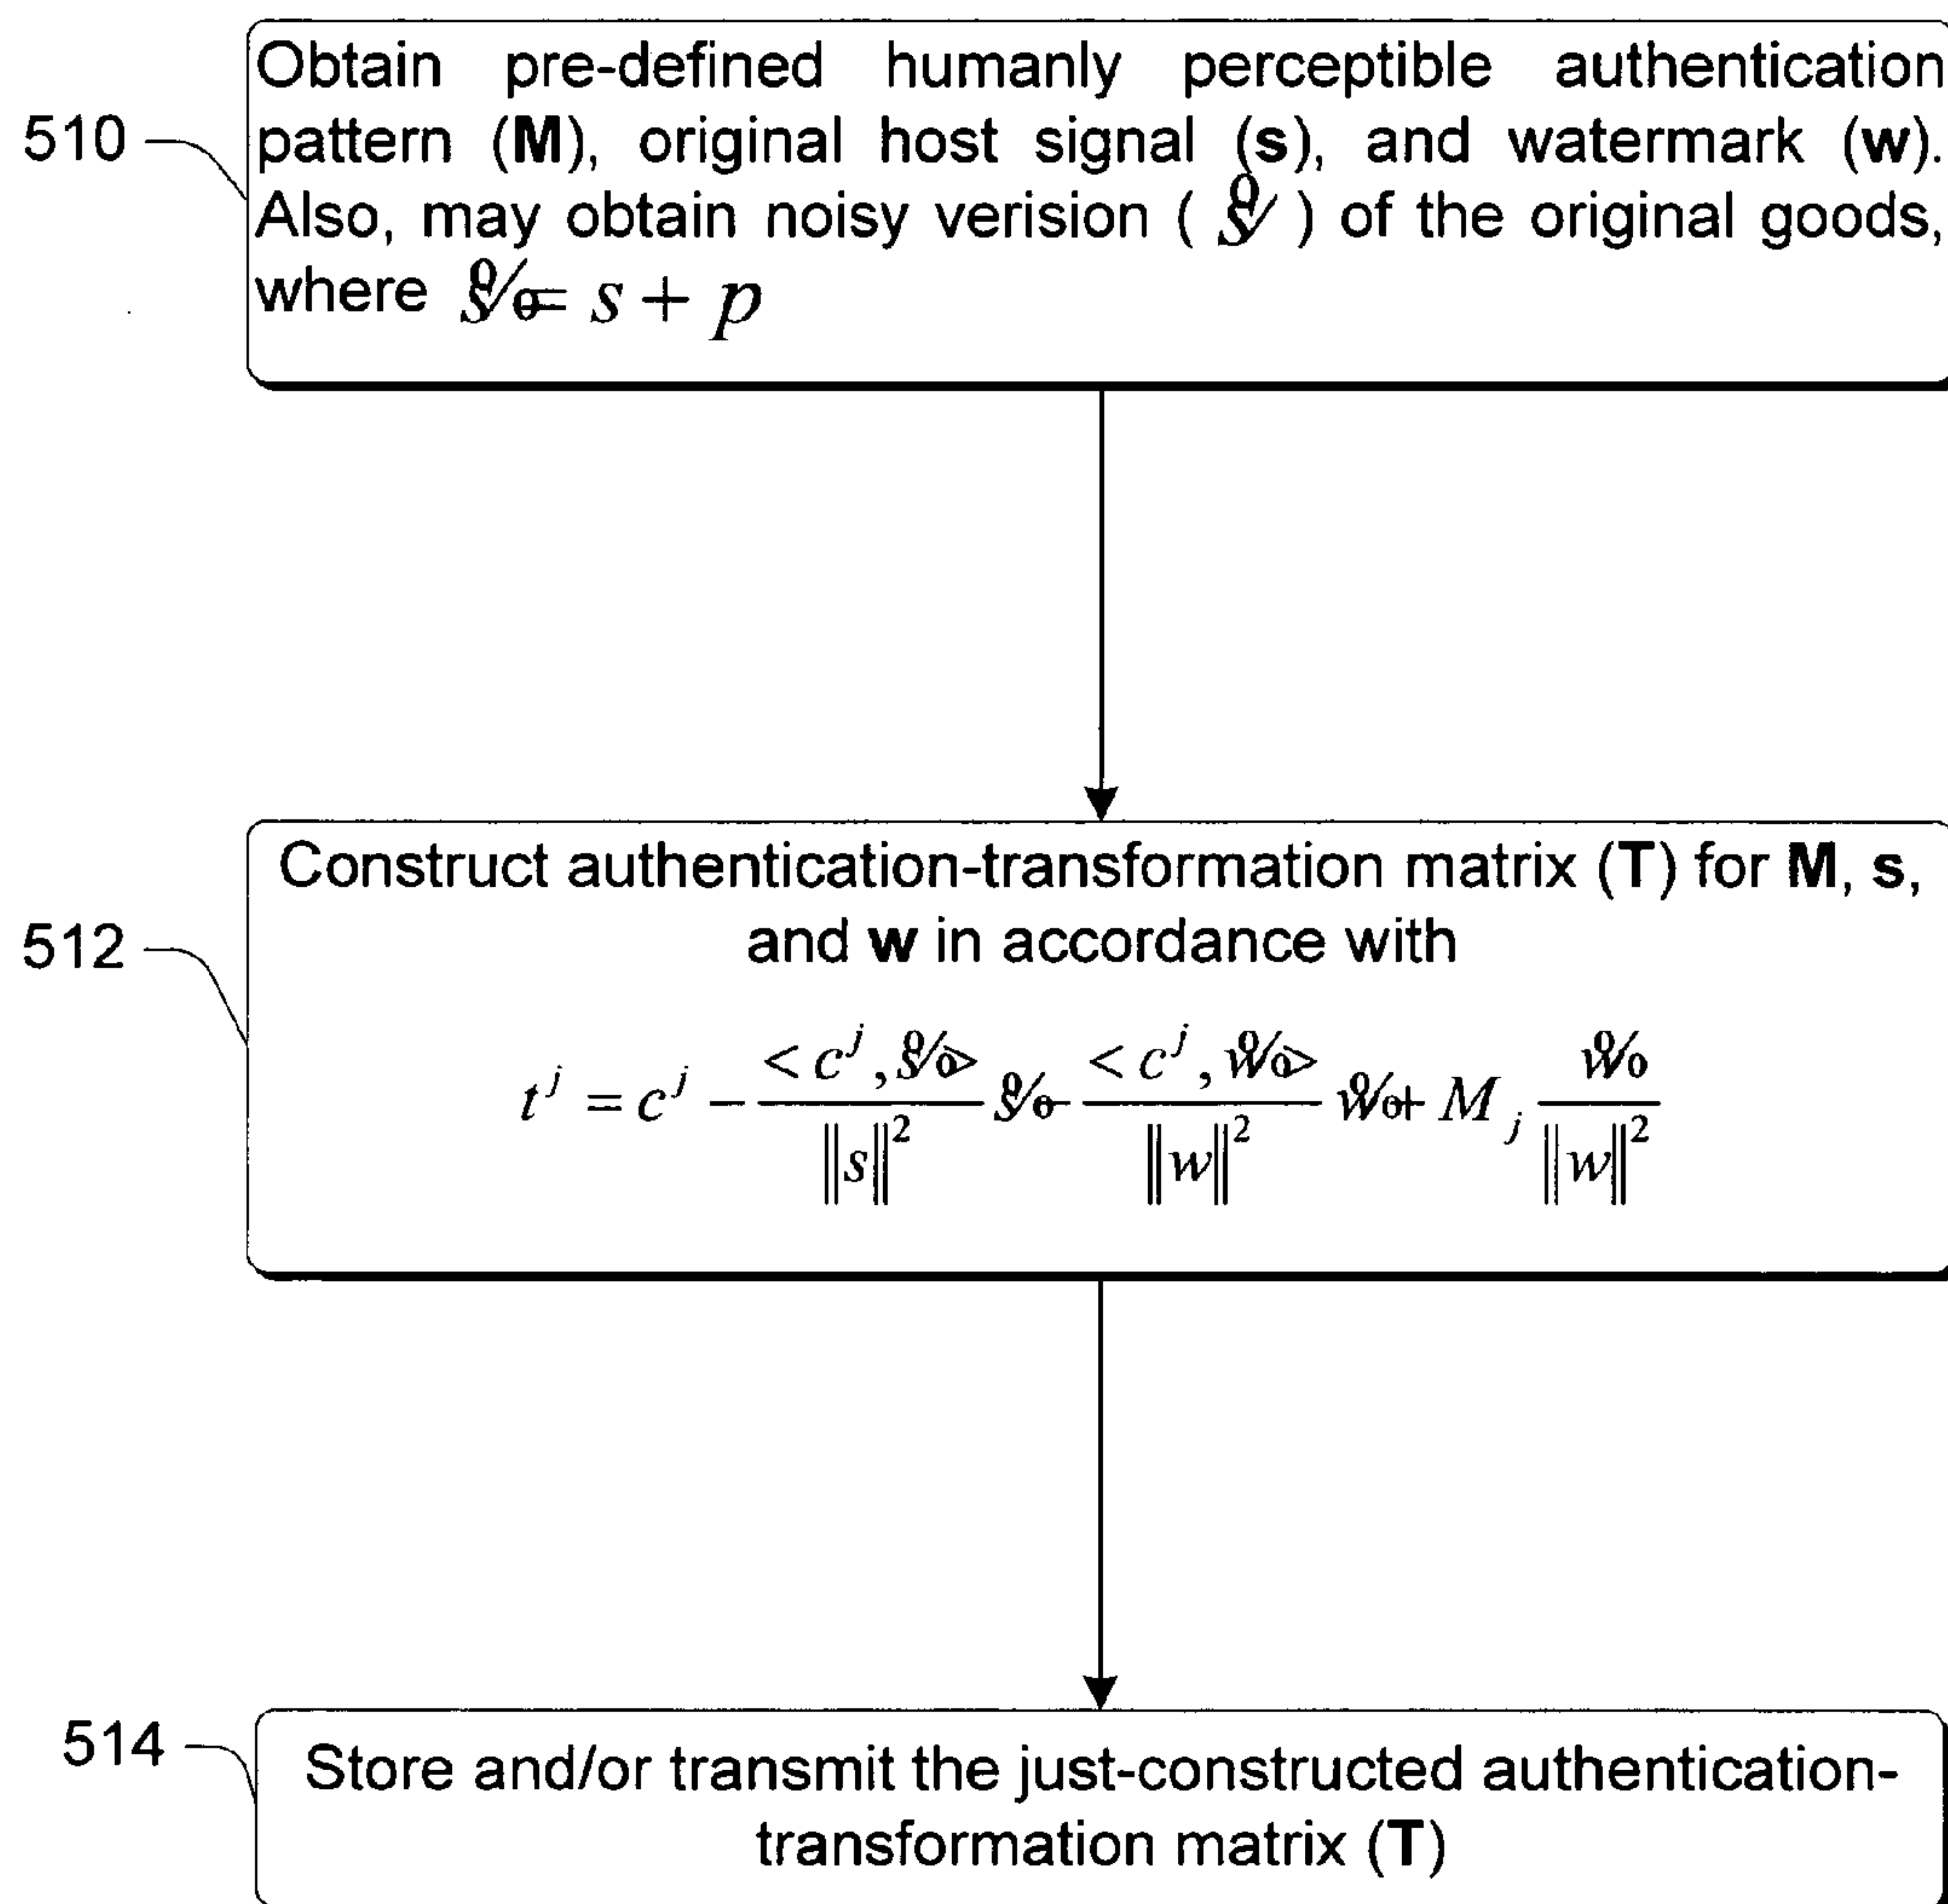 Obtain pre-defined humanly perceptible authentication
510
pattern (M), original host signal (s), and watermark (w).
Also, may obtain noisy verision ( s̃ ) of the original goods,
where s̃ = s + p
Construct authentication-transformation matrix (T) for M, s,
512
and w in accordance with
t^j = c^j - <c^j, s̃>/||s||^2 s̃ - <c^j, w̃>/||w||^2 w̃ + M_j w̃/||w||^2
514
Store and/or transmit the just-constructed authentication-
transformation matrix (T)